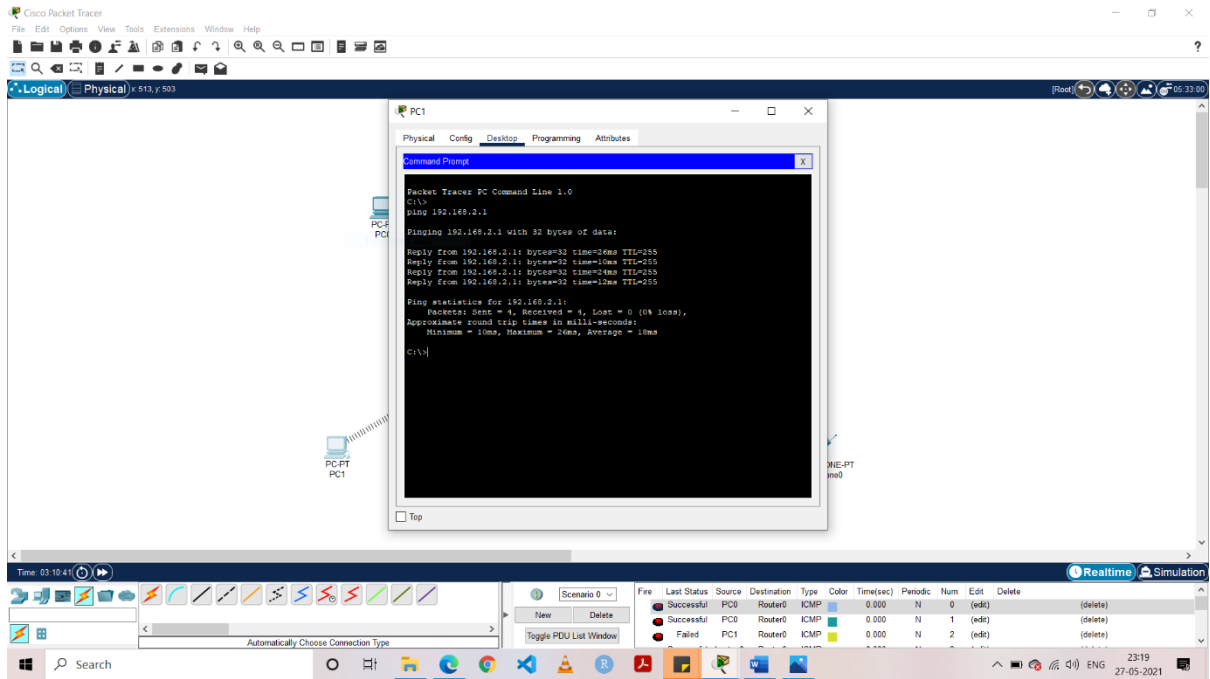 Cisco Packet Tracer
File Edit Options View Tools Extensions Window Help
?
Logical Physical x: 513, y: 503 [Root] 05:33:00
PC1
Physical Config Desktop Programming Attributes
Command Prompt X
Packet Tracer PC Command Line 1.0
C:\>
ping 192.168.2.1
Pinging 192.168.2.1 with 32 bytes of data:
Reply from 192.168.2.1: bytes=32 time=26ms TTL=255
Reply from 192.168.2.1: bytes=32 time=10ms TTL=255
Reply from 192.168.2.1: bytes=32 time=24ms TTL=255
Reply from 192.168.2.1: bytes=32 time=12ms TTL=255
Ping statistics for 192.168.2.1:
Packets: Sent = 4, Received = 4, Lost = 0 (0% loss),
Approximate round trip times in milli-seconds:
Minimum = 10ms, Maximum = 26ms, Average = 18ms
C:\>
Top
PC-P
PC0
PC-PT
PC1
ONE-PT
one0
Time: 03:10:41 Realtime Simulation
Scenario 0
New Delete
Toggle PDU List Window
Automatically Choose Connection Type
Fire Last Status Source Destination Type Color Time(sec) Periodic Num Edit Delete
Successful PC0 Router0 ICMP 0.000 N 0 (edit) (delete)
Successful PC0 Router0 ICMP 0.000 N 1 (edit) (delete)
Failed PC1 Router0 ICMP 0.000 N 2 (edit) (delete)
Search
ENG
23:19
27-05-2021